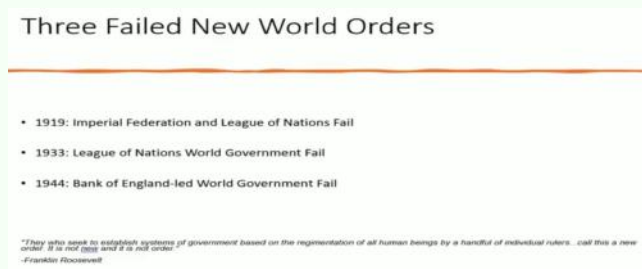 Three Failed New World Orders
• 1919: Imperial Federation and League of Nations Fail
• 1933: League of Nations World Government Fail
• 1944: Bank of England-led World Government Fail
"They who seek to establish systems of government based on the regimentation of all human beings by a handful of individual rulers...call this a new
order. It is not new and it is not order."
-Franklin Roosevelt